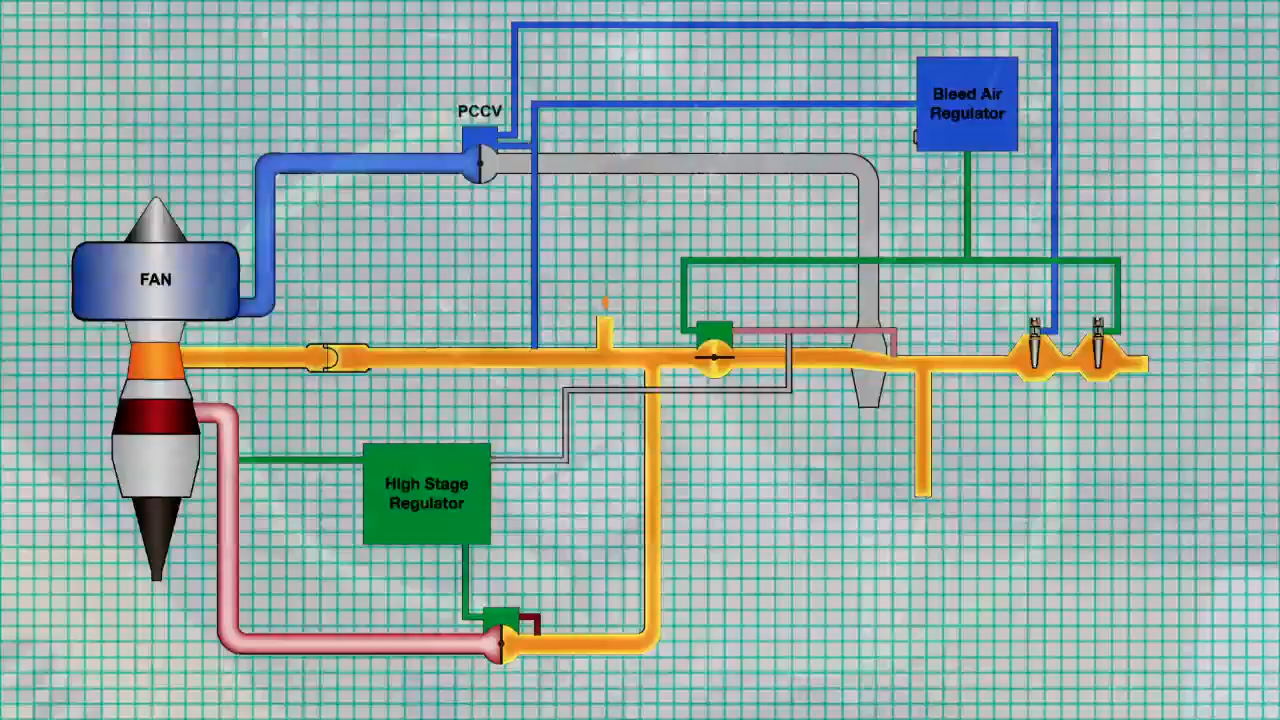 PCCV
Bleed Air
Regulator
FAN
High Stage
Regulator